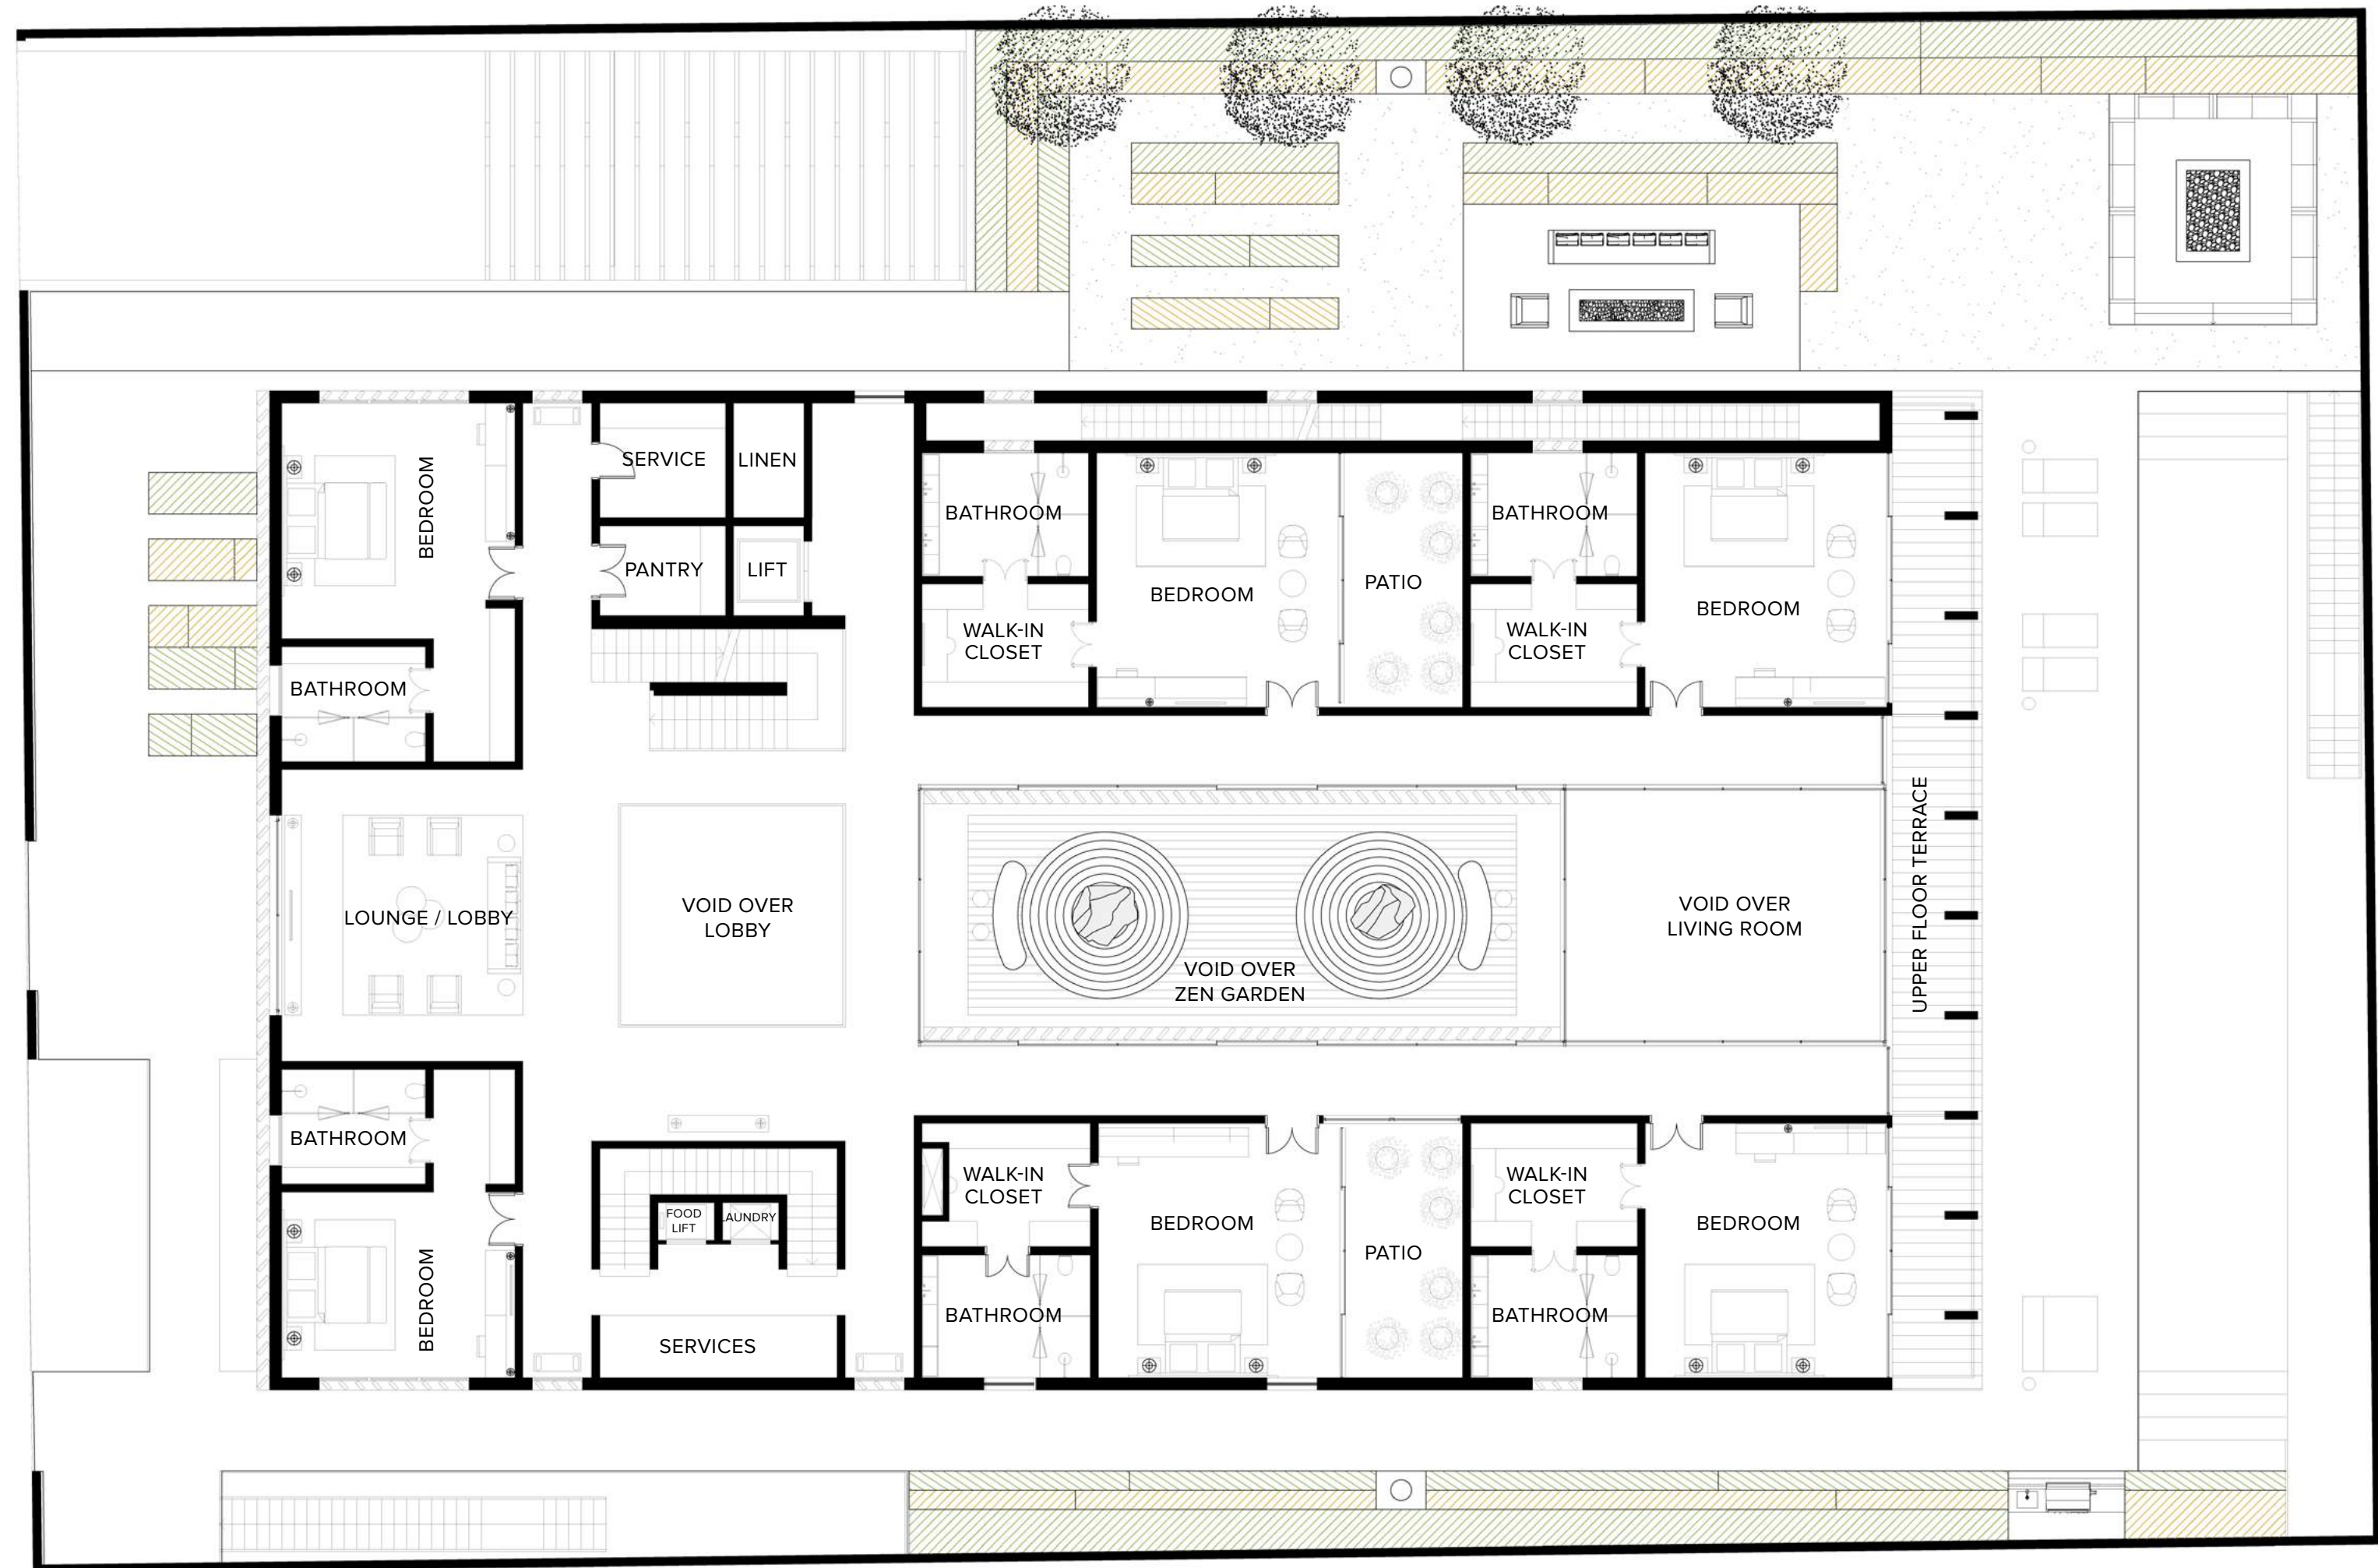 BEDROOM
SERVICE
LINEN
PANTRY
LIFT
BATHROOM
BATHROOM
WALK-IN
CLOSET
BEDROOM
PATIO
BATHROOM
WALK-IN
CLOSET
BEDROOM
LOUNGE / LOBBY
VOID OVER
LOBBY
VOID OVER
ZEN GARDEN
VOID OVER
LIVING ROOM
UPPER FLOOR TERRACE
BATHROOM
BEDROOM
FOOD
LIFT
LAUNDRY
SERVICES
WALK-IN
CLOSET
BATHROOM
BEDROOM
PATIO
WALK-IN
CLOSET
BATHROOM
BEDROOM